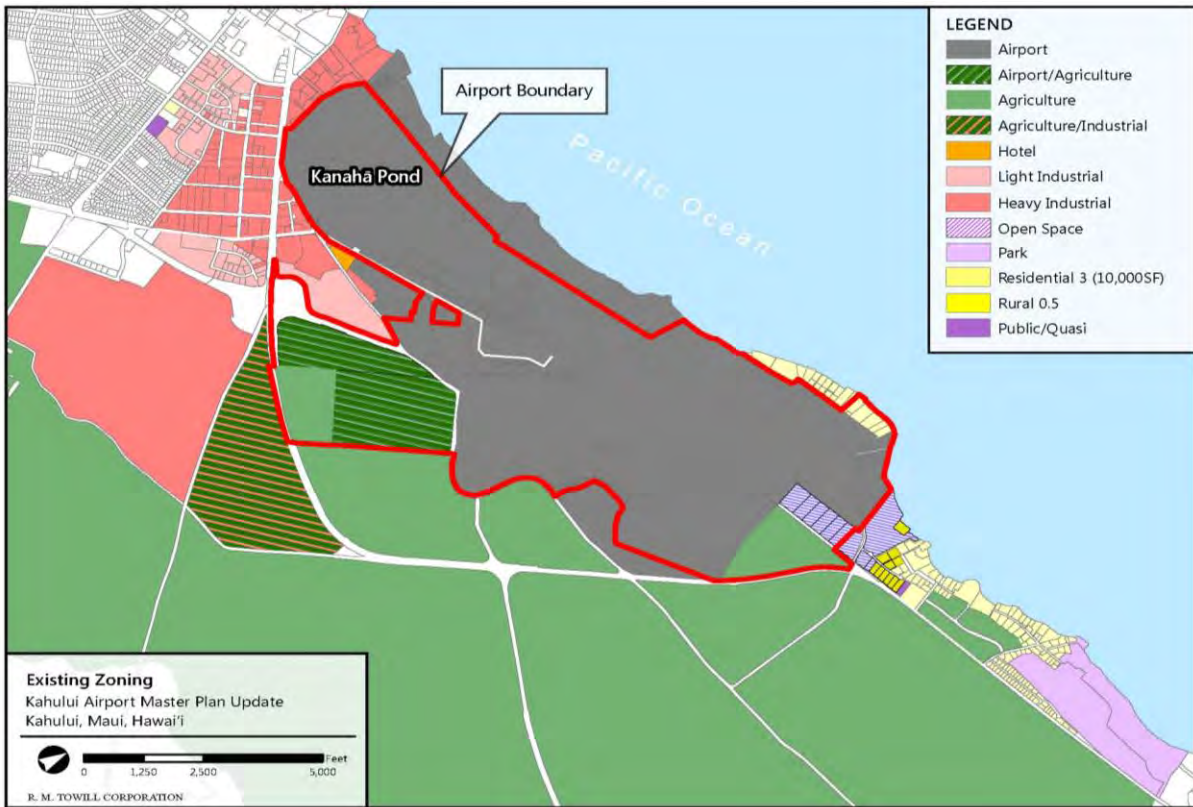 LEGEND
Airport
Airport/Agriculture
Agriculture
Agriculture/Industrial
Hotel
Light Industrial
Heavy Industrial
Open Space
Park
Residential 3 (10,000SF)
Rural 0.5
Public/Quasi
Airport Boundary
Pacific Ocean
Kanahā Pond
Existing Zoning
Kahului Airport Master Plan Update
Kahului, Maui, Hawai'i
Feet
0 1,250 2,500 5,000
R. M. TOWILL CORPORATION